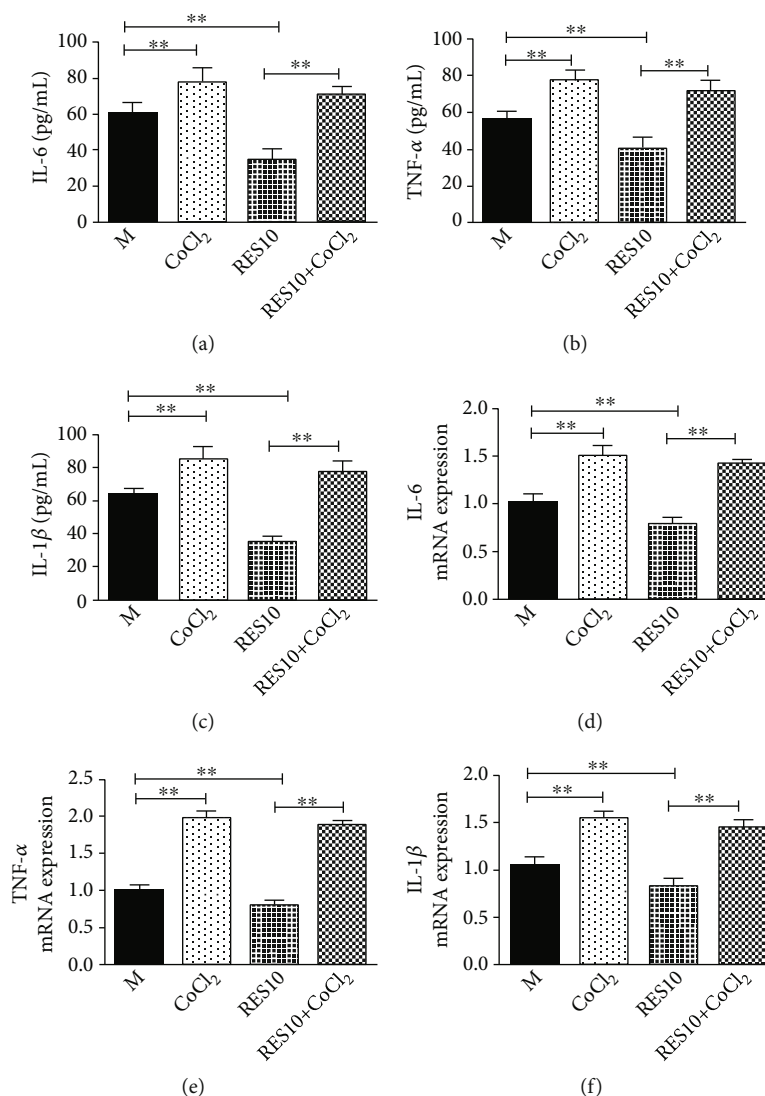 **
**
**
100
80
60
40
20
0
IL-6 (pg/mL)
M
CoCl₂
RES10
RES10+CoCl₂
(a)
**
**
**
100
80
60
40
20
0
TNF-α (pg/mL)
M
CoCl₂
RES10
RES10+CoCl₂
(b)
**
**
**
100
80
60
40
20
0
IL-1β (pg/mL)
M
CoCl₂
RES10
RES10+CoCl₂
(c)
**
**
**
2.0
1.5
1.0
0.5
0.0
IL-6
mRNA expression
M
CoCl₂
RES10
RES10+CoCl₂
(d)
**
**
**
2.5
2.0
1.5
1.0
0.5
0.0
TNF-α
mRNA expression
M
CoCl₂
RES10
RES10+CoCl₂
(e)
**
**
**
2.0
1.5
1.0
0.5
0.0
IL-1β
mRNA expression
M
CoCl₂
RES10
RES10+CoCl₂
(f)